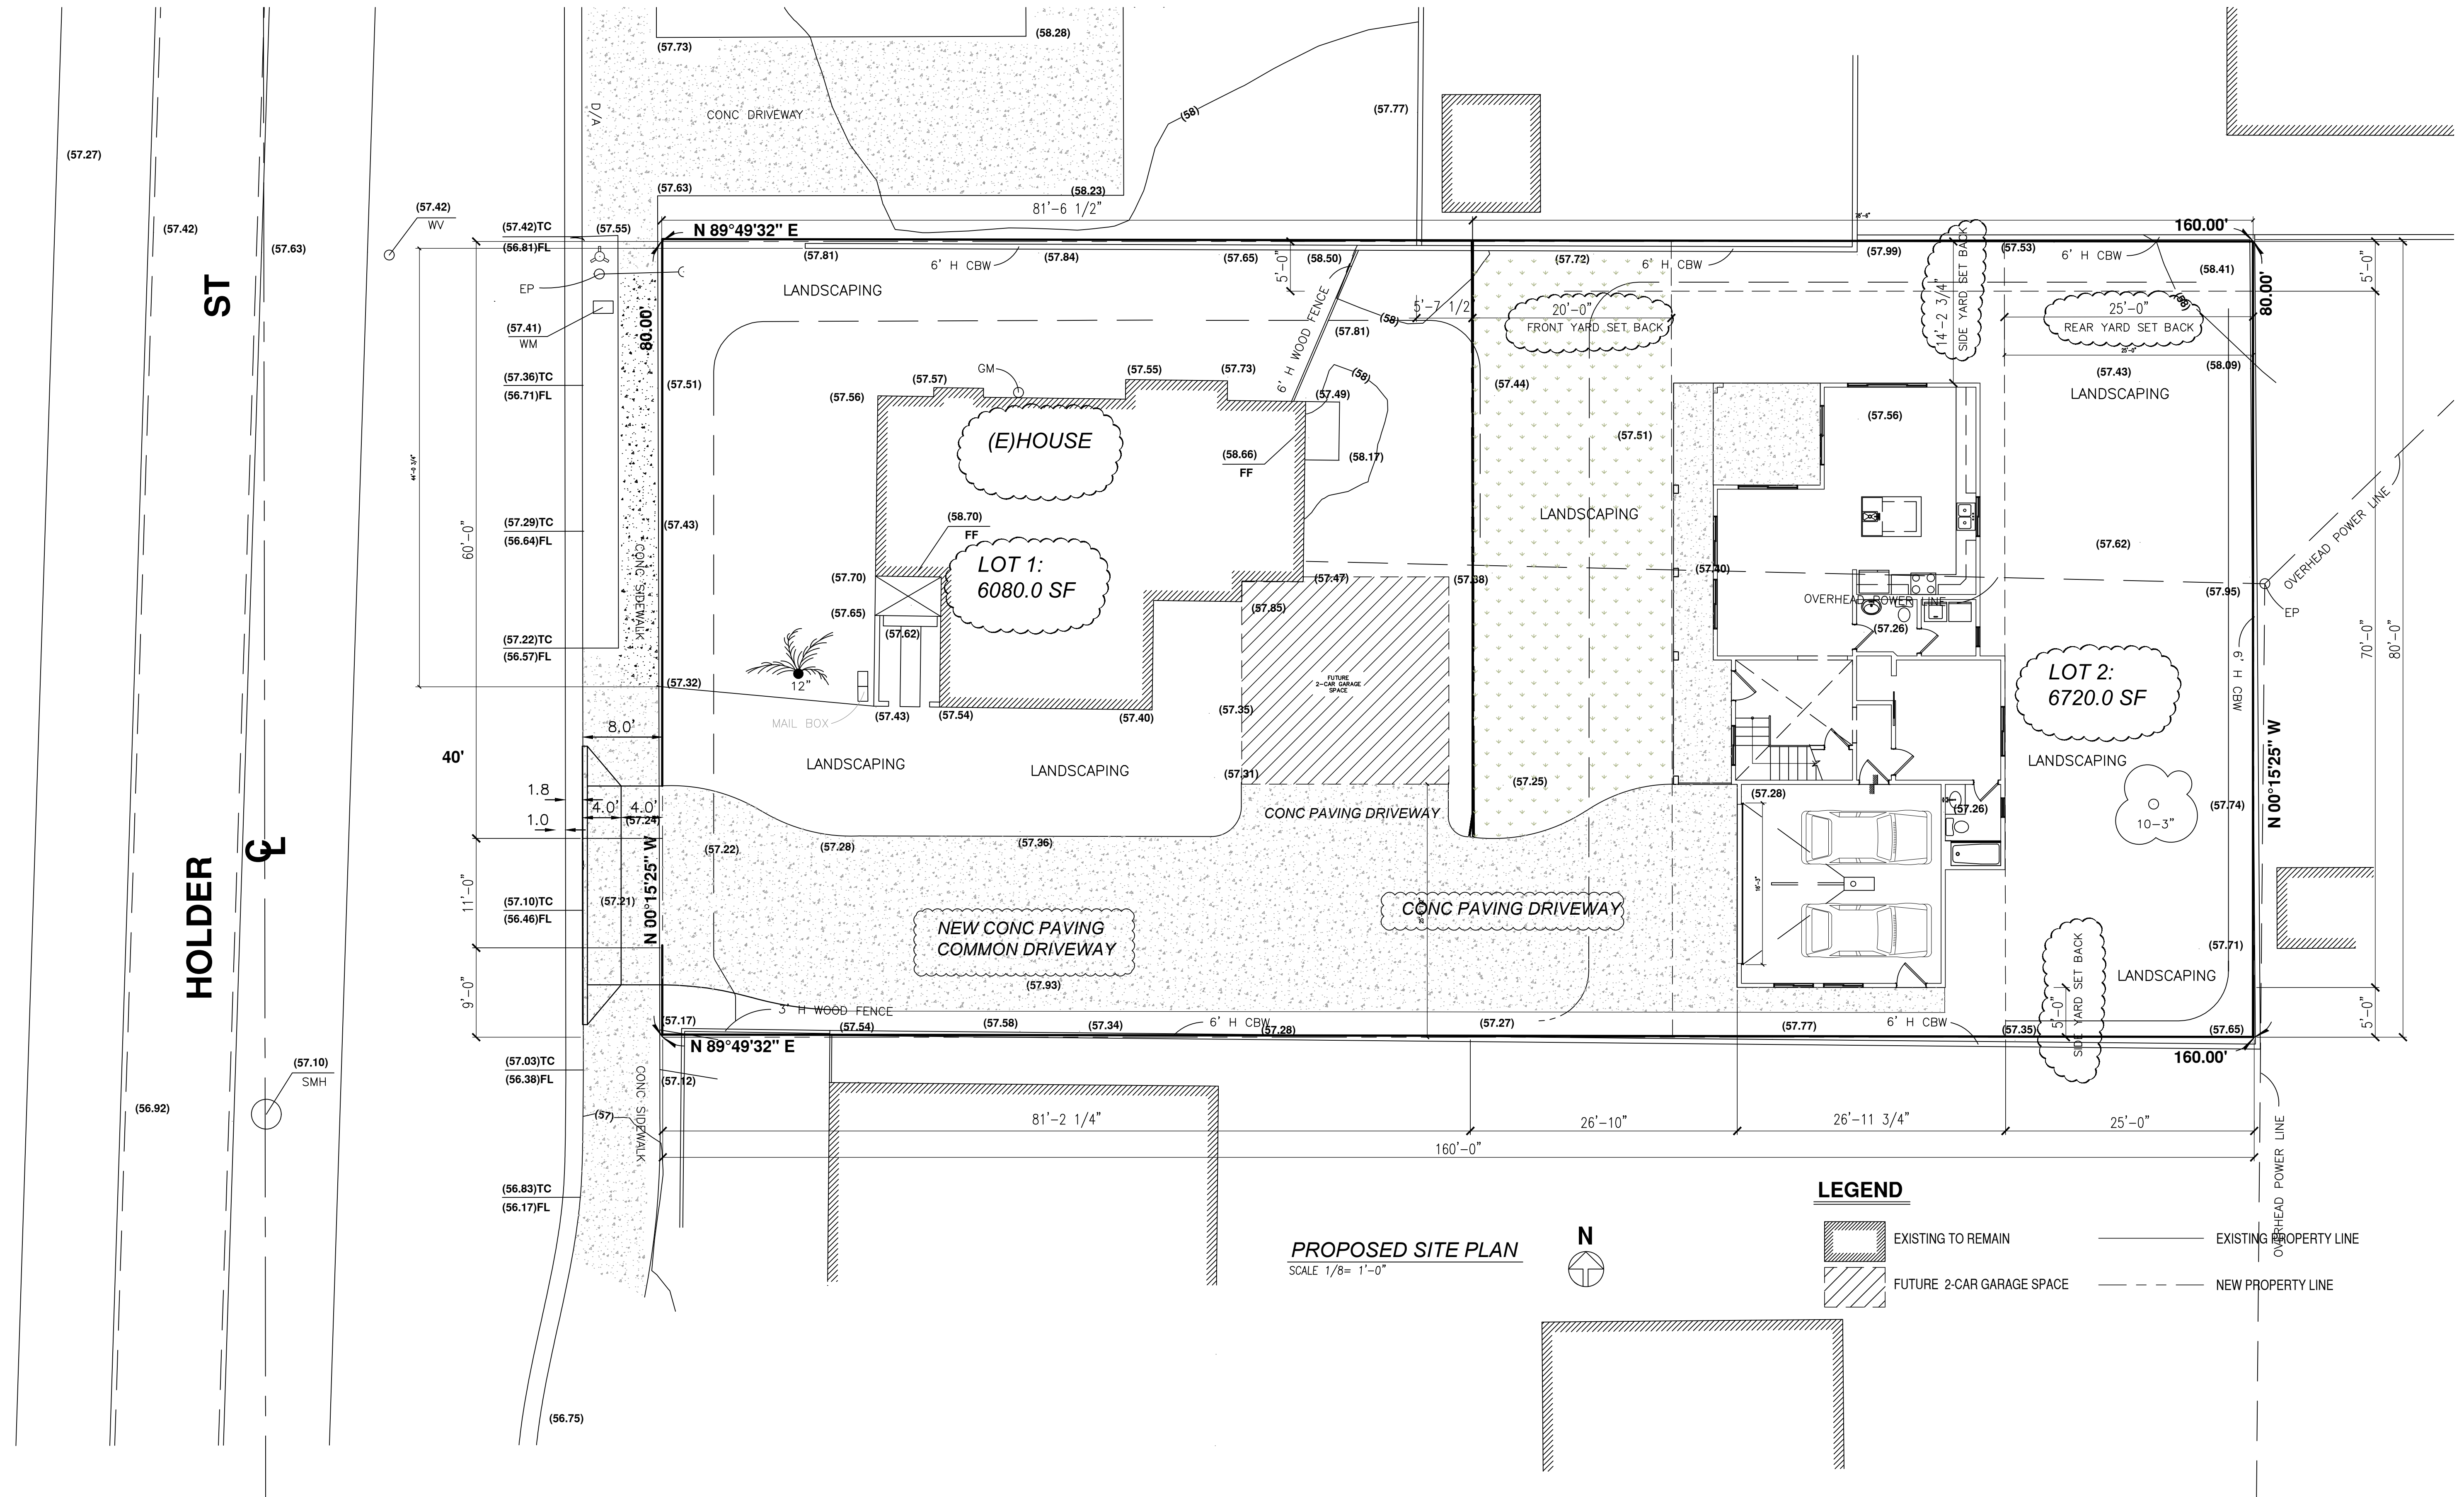 (57.73)
(58.28)
D/A
CONC DRIVEWAY
(58)
(57.77)
(57.27)
(57.63)
(58.23)
81'-6 1/2"
(57.42)
WV
(57.42)
(57.63)
(57.42)TC
(56.81)FL
(57.55)
N 89°49'32" E
160.00'
(57.81)
6' H CBW
(57.84)
(57.65)
(58.50)
5'-0"
(57.72)
6' H CBW
(57.99)
(57.53)
6' H CBW
(58.41)
5'-0"
EP
LANDSCAPING
ST
80.00'
80.00'
(57.41)
WM
6' H WOOD FENCE
5'-7 1/2
(58)
(57.81)
20'-0"
FRONT YARD SET BACK
14'-2 3/4"
SIDE YARD SET BACK
25'-0"
REAR YARD SET BACK
(58)
25'-0"
(57.36)TC
(56.71)FL
(57.51)
GM
(57.57)
(57.56)
(57.55)
(57.73)
(58)
(57.49)
(57.44)
(57.43)
(58.09)
LANDSCAPING
(E)HOUSE
(57.51)
(57.56)
(58.66)
FF
(58.17)
44'-0 3/4"
60'-0"
(57.29)TC
(56.64)FL
(57.43)
CONC SIDEWALK
(58.70)
FF
LOT 1:
6080.0 SF
LANDSCAPING
(57.62)
OVERHEAD POWER LINE
(57.70)
(57.65)
(57.62)
(57.47)
(57.85)
(57.40)
OVERHEAD POWER LINE
(57.26)
(57.95)
EP
(57.22)TC
(56.57)FL
(57.32)
12"
MAIL BOX
(57.43)
(57.54)
(57.40)
FUTURE
2-CAR GARAGE
SPACE
(57.35)
(57.31)
LOT 2:
6720.0 SF
6' H CBW
70'-0"
80'-0"
8.0'
40'
LANDSCAPING
LANDSCAPING
LANDSCAPING
1.8
4.0'
4.0'
(57.24)
1.0
CONC PAVING DRIVEWAY
(57.25)
(57.28)
(57.26)
(57.74)
10-3"
N 00°15'25" W
HOLDER
CL
(57.22)
(57.28)
(57.36)
N 00°15'25" W
11'-0"
(57.10)TC
(56.46)FL
(57.21)
NEW CONC PAVING
COMMON DRIVEWAY
CONC PAVING DRIVEWAY
16'-3"
(57.71)
LANDSCAPING
SIDE YARD SET BACK
5'-0"
9'-0"
(57.93)
3' H WOOD FENCE
(57.17)
(57.54)
(57.58)
(57.34)
6' H CBW
(57.28)
(57.27)
(57.77)
6' H CBW
(57.35)
(57.65)
5'-0"
N 89°49'32" E
160.00'
(57.10)
SMH
(57.03)TC
(56.38)FL
(57.12)
CONC SIDEWALK
(56.92)
(57)
81'-2 1/4"
26'-10"
26'-11 3/4"
25'-0"
160'-0"
OVERHEAD POWER LINE
(56.83)TC
(56.17)FL
LEGEND
PROPOSED SITE PLAN
SCALE 1/8= 1'-0"
N
EXISTING TO REMAIN
EXISTING PROPERTY LINE
FUTURE 2-CAR GARAGE SPACE
NEW PROPERTY LINE
(56.75)